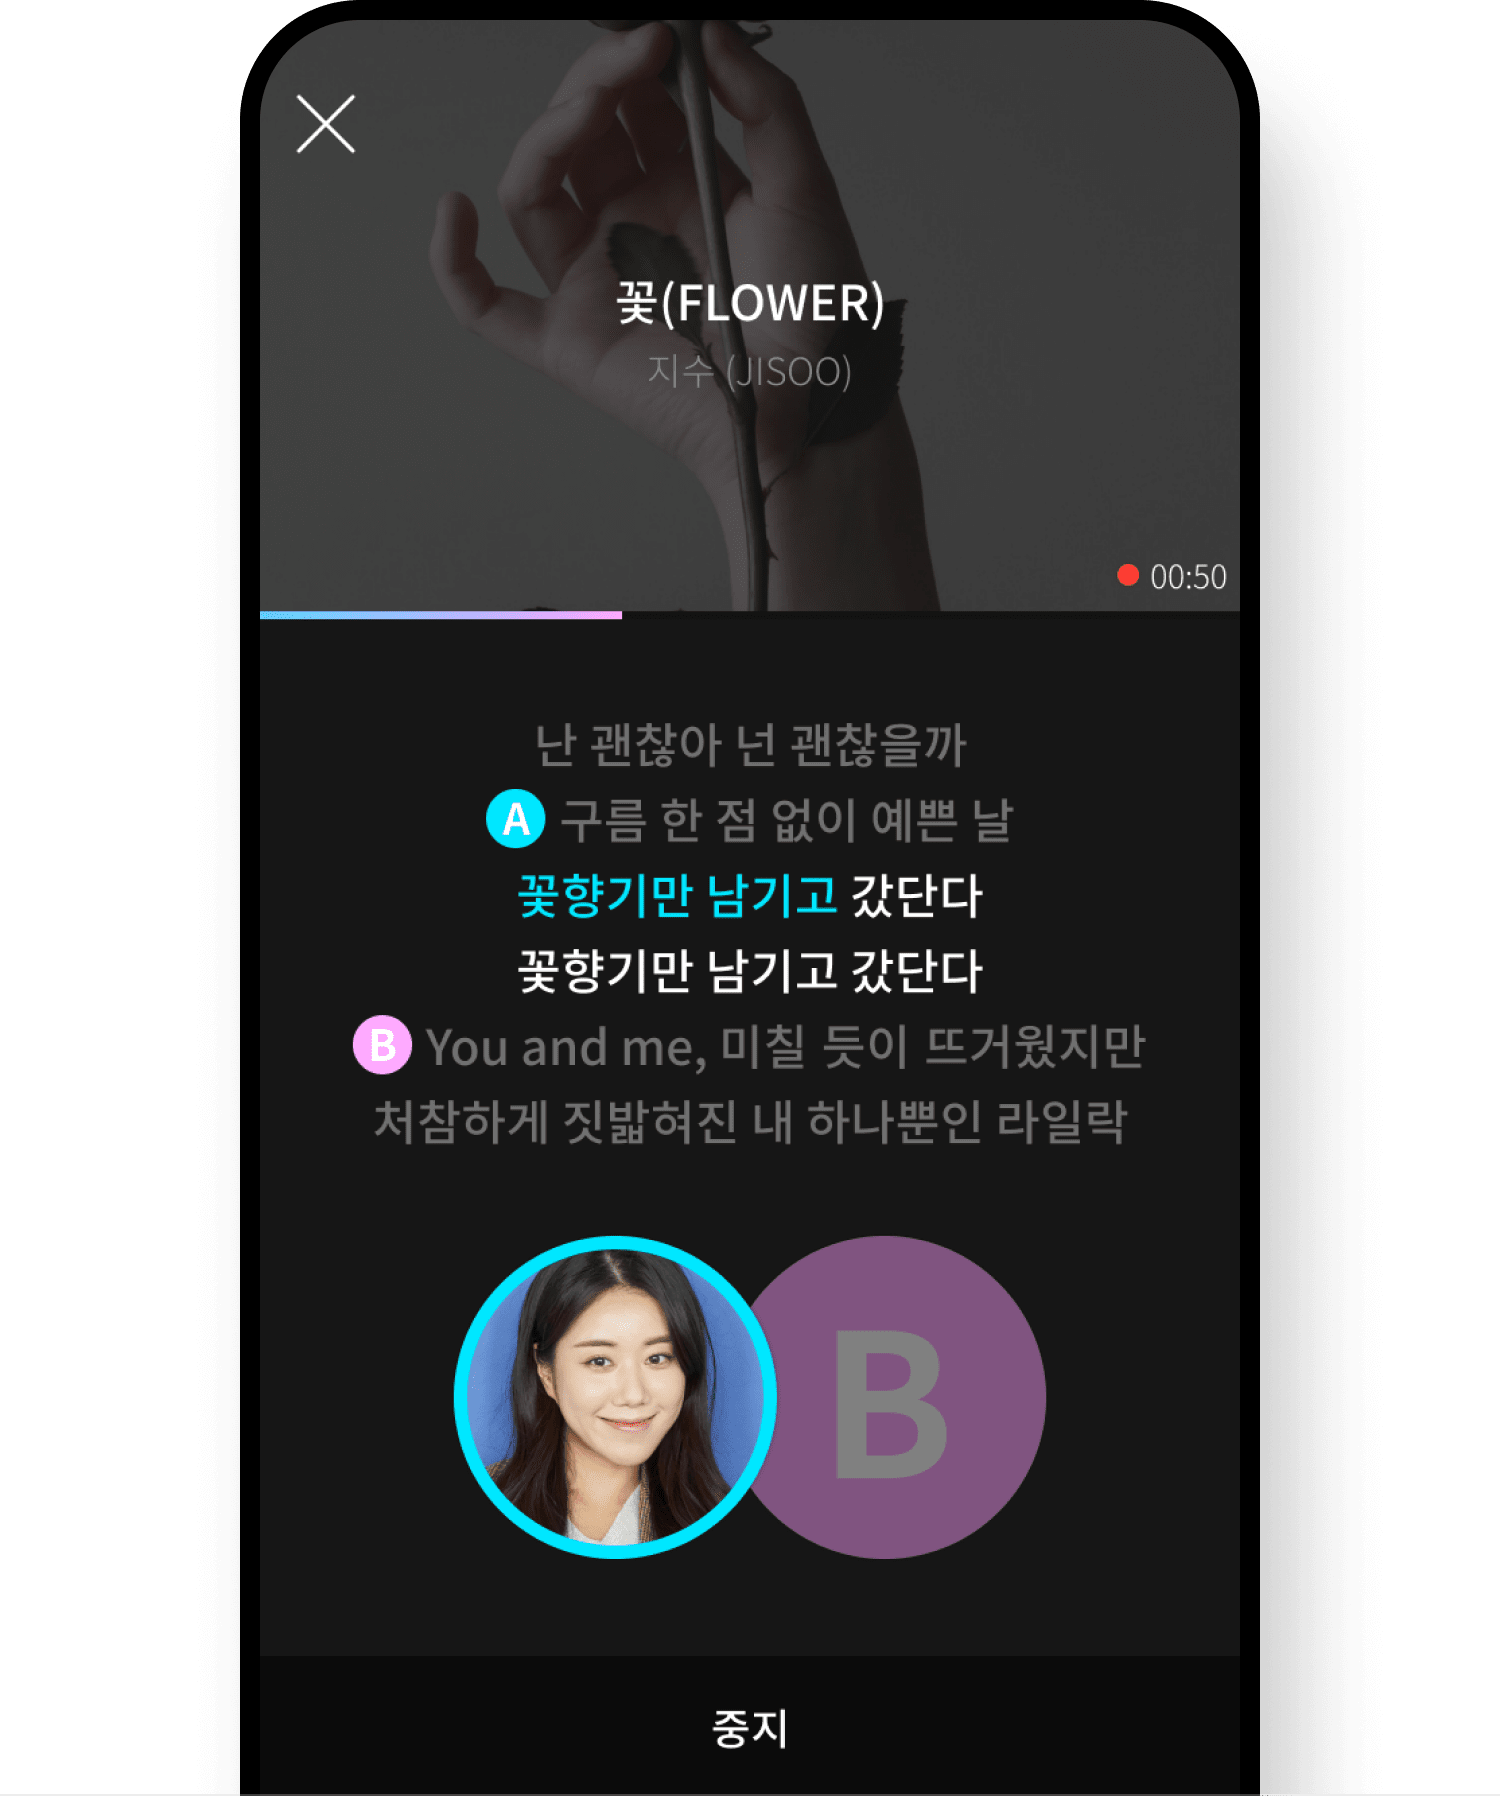 꽃(FLOWER)
지수 (JISOO)
00:50
난 괜찮아 넌 괜찮을까
A 구름 한 점 없이 예쁜 날
꽃향기만 남기고 갔단다
꽃향기만 남기고 갔단다
B You and me, 미칠 듯이 뜨거웠지만
처참하게 짓밟혀진 내 하나뿐인 라일락
B
중지